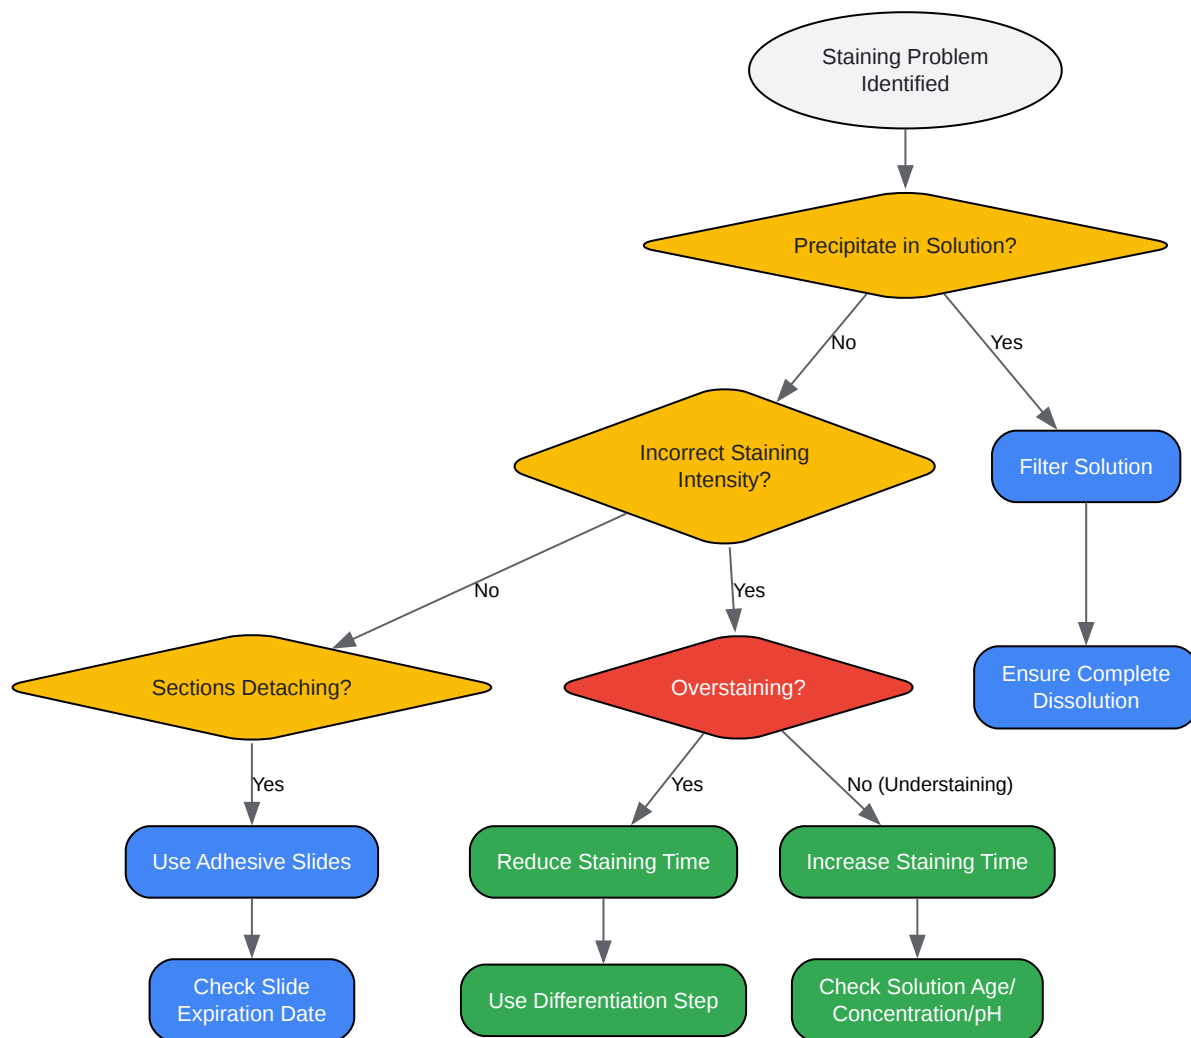 Staining Problem
Identified
Precipitate in Solution?
No
Yes
Incorrect Staining
Intensity?
Filter Solution
No
Yes
Sections Detaching?
Overstaining?
Ensure Complete
Dissolution
Yes
Yes
No (Understaining)
Use Adhesive Slides
Reduce Staining Time
Increase Staining Time
Check Slide
Expiration Date
Use Differentiation Step
Check Solution Age/
Concentration/pH